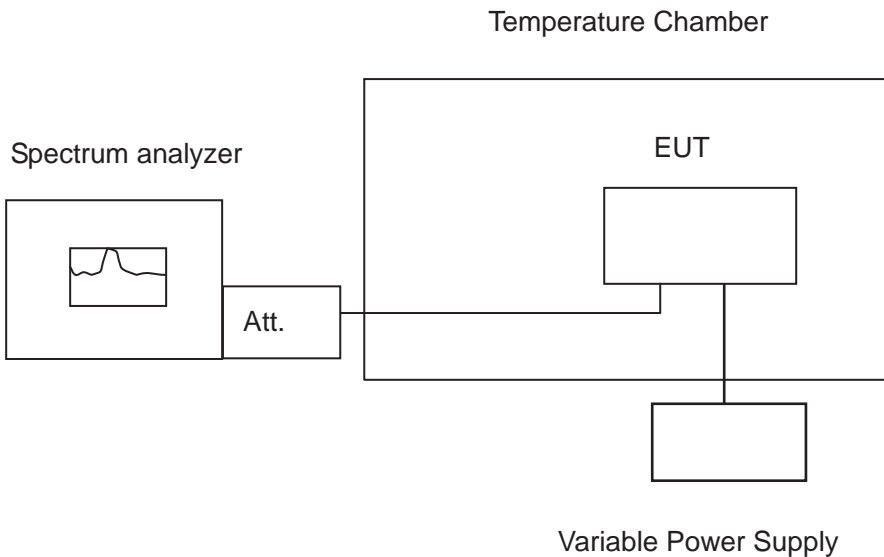 Temperature Chamber
Spectrum analyzer
EUT
Att.
Variable Power Supply